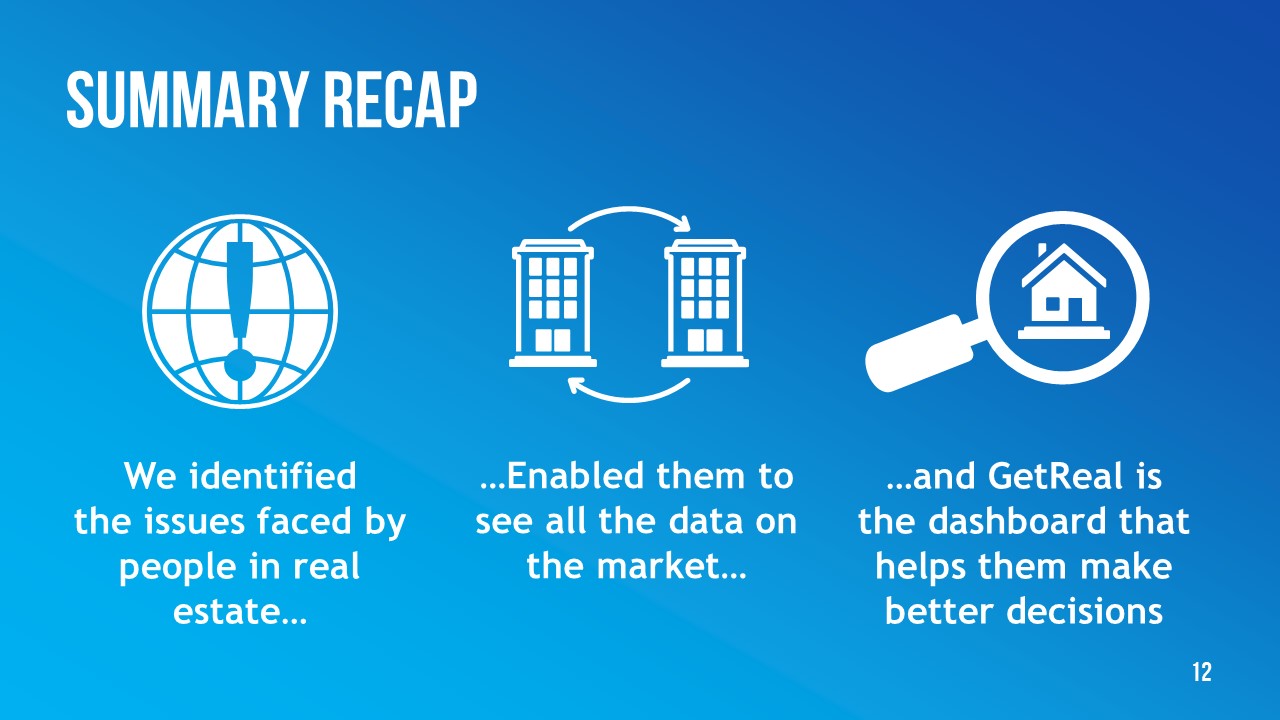 SUMMARY RECAP
We identified
the issues faced by
people in real
estate...
...Enabled them to
see all the data on
the market...
...and GetReal is
the dashboard that
helps them make
better decisions
12